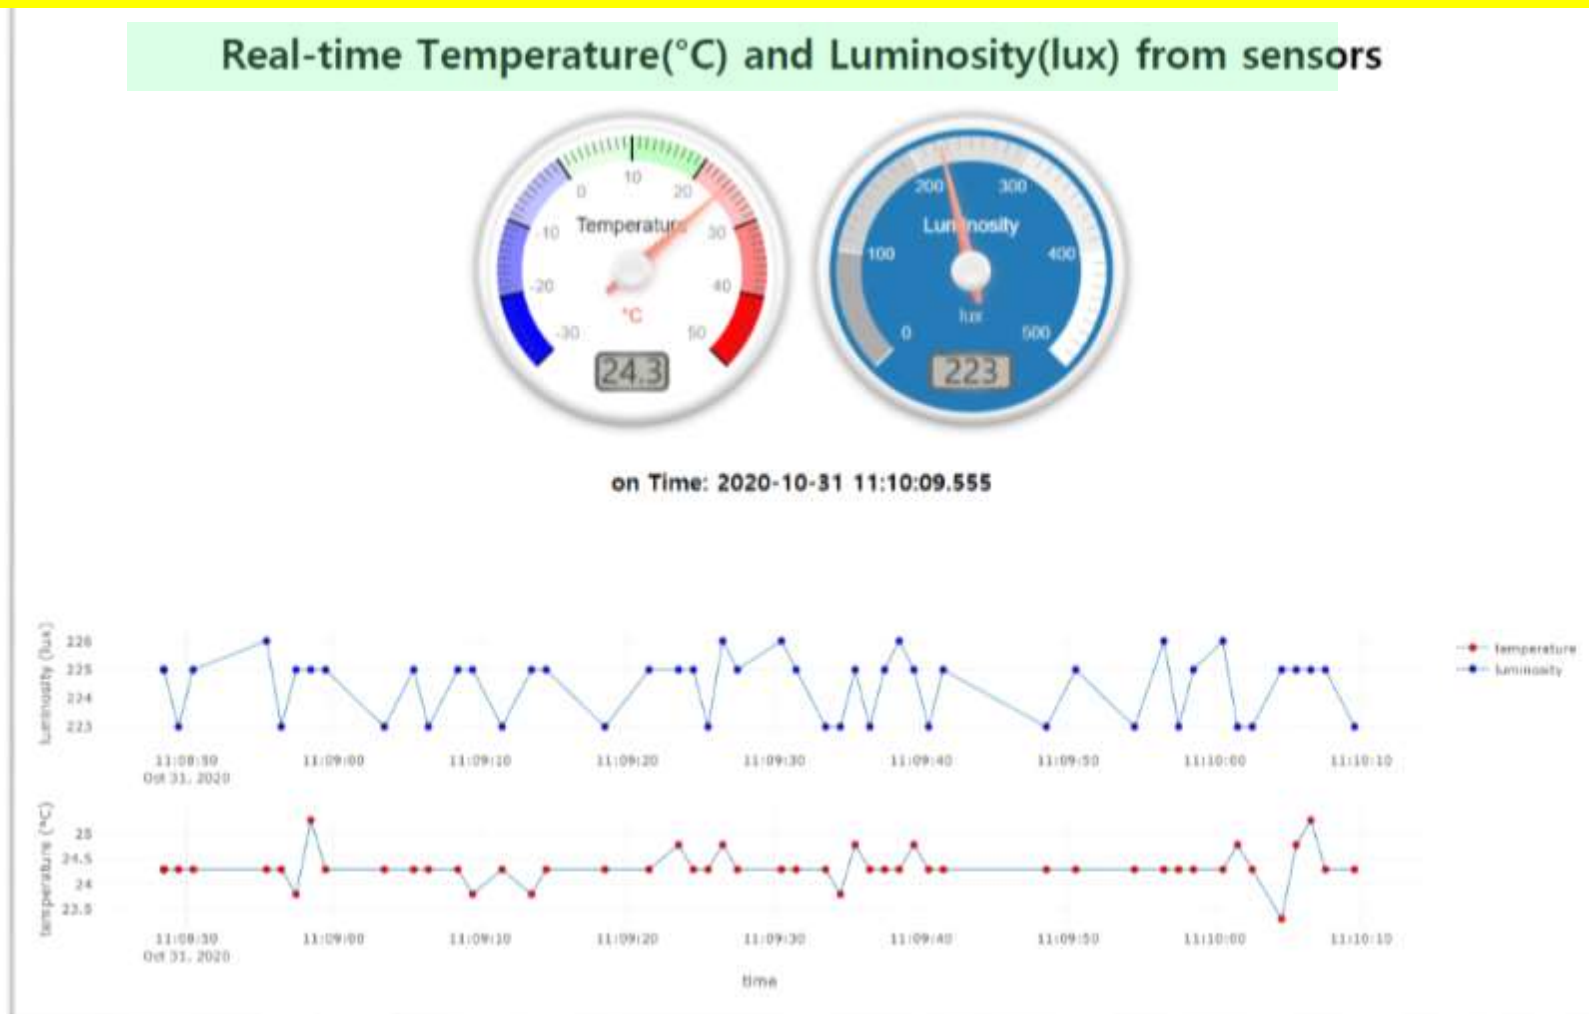 Real-time Temperature(°C) and Luminosity(lux) from sensors
-30 -20 -10 0 10 20 30 40 50
Temperature
°C
24.3
0 100 200 300 400 500
Luminosity
lux
223
on Time: 2020-10-31 11:10:09.555
luminosity (lux)
226
225
224
223
11:08:50 11:09:00 11:09:10 11:09:20 11:09:30 11:09:40 11:09:50 11:10:00 11:10:10
Oct 31, 2020
temperature
luminosity
temperature (°C)
25
24.5
24
23.5
11:08:50 11:09:00 11:09:10 11:09:20 11:09:30 11:09:40 11:09:50 11:10:00 11:10:10
Oct 31, 2020
time